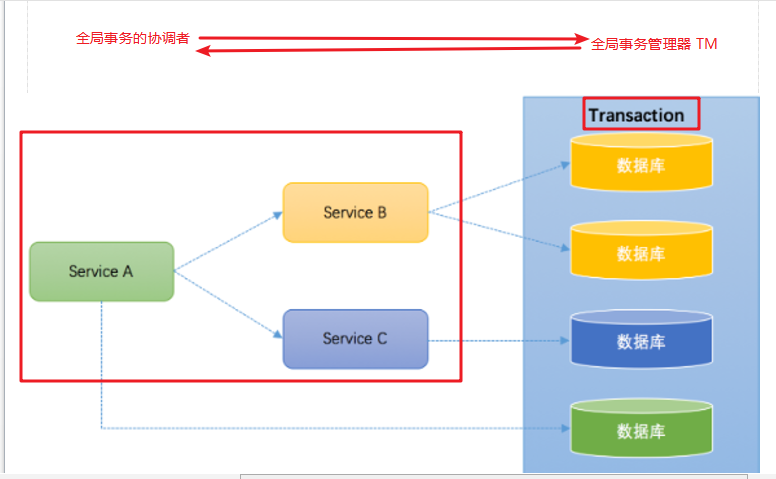 全局事务的协调者
全局事务管理器 TM
Transaction
数据库
Service B
数据库
Service A
Service C
数据库
数据库